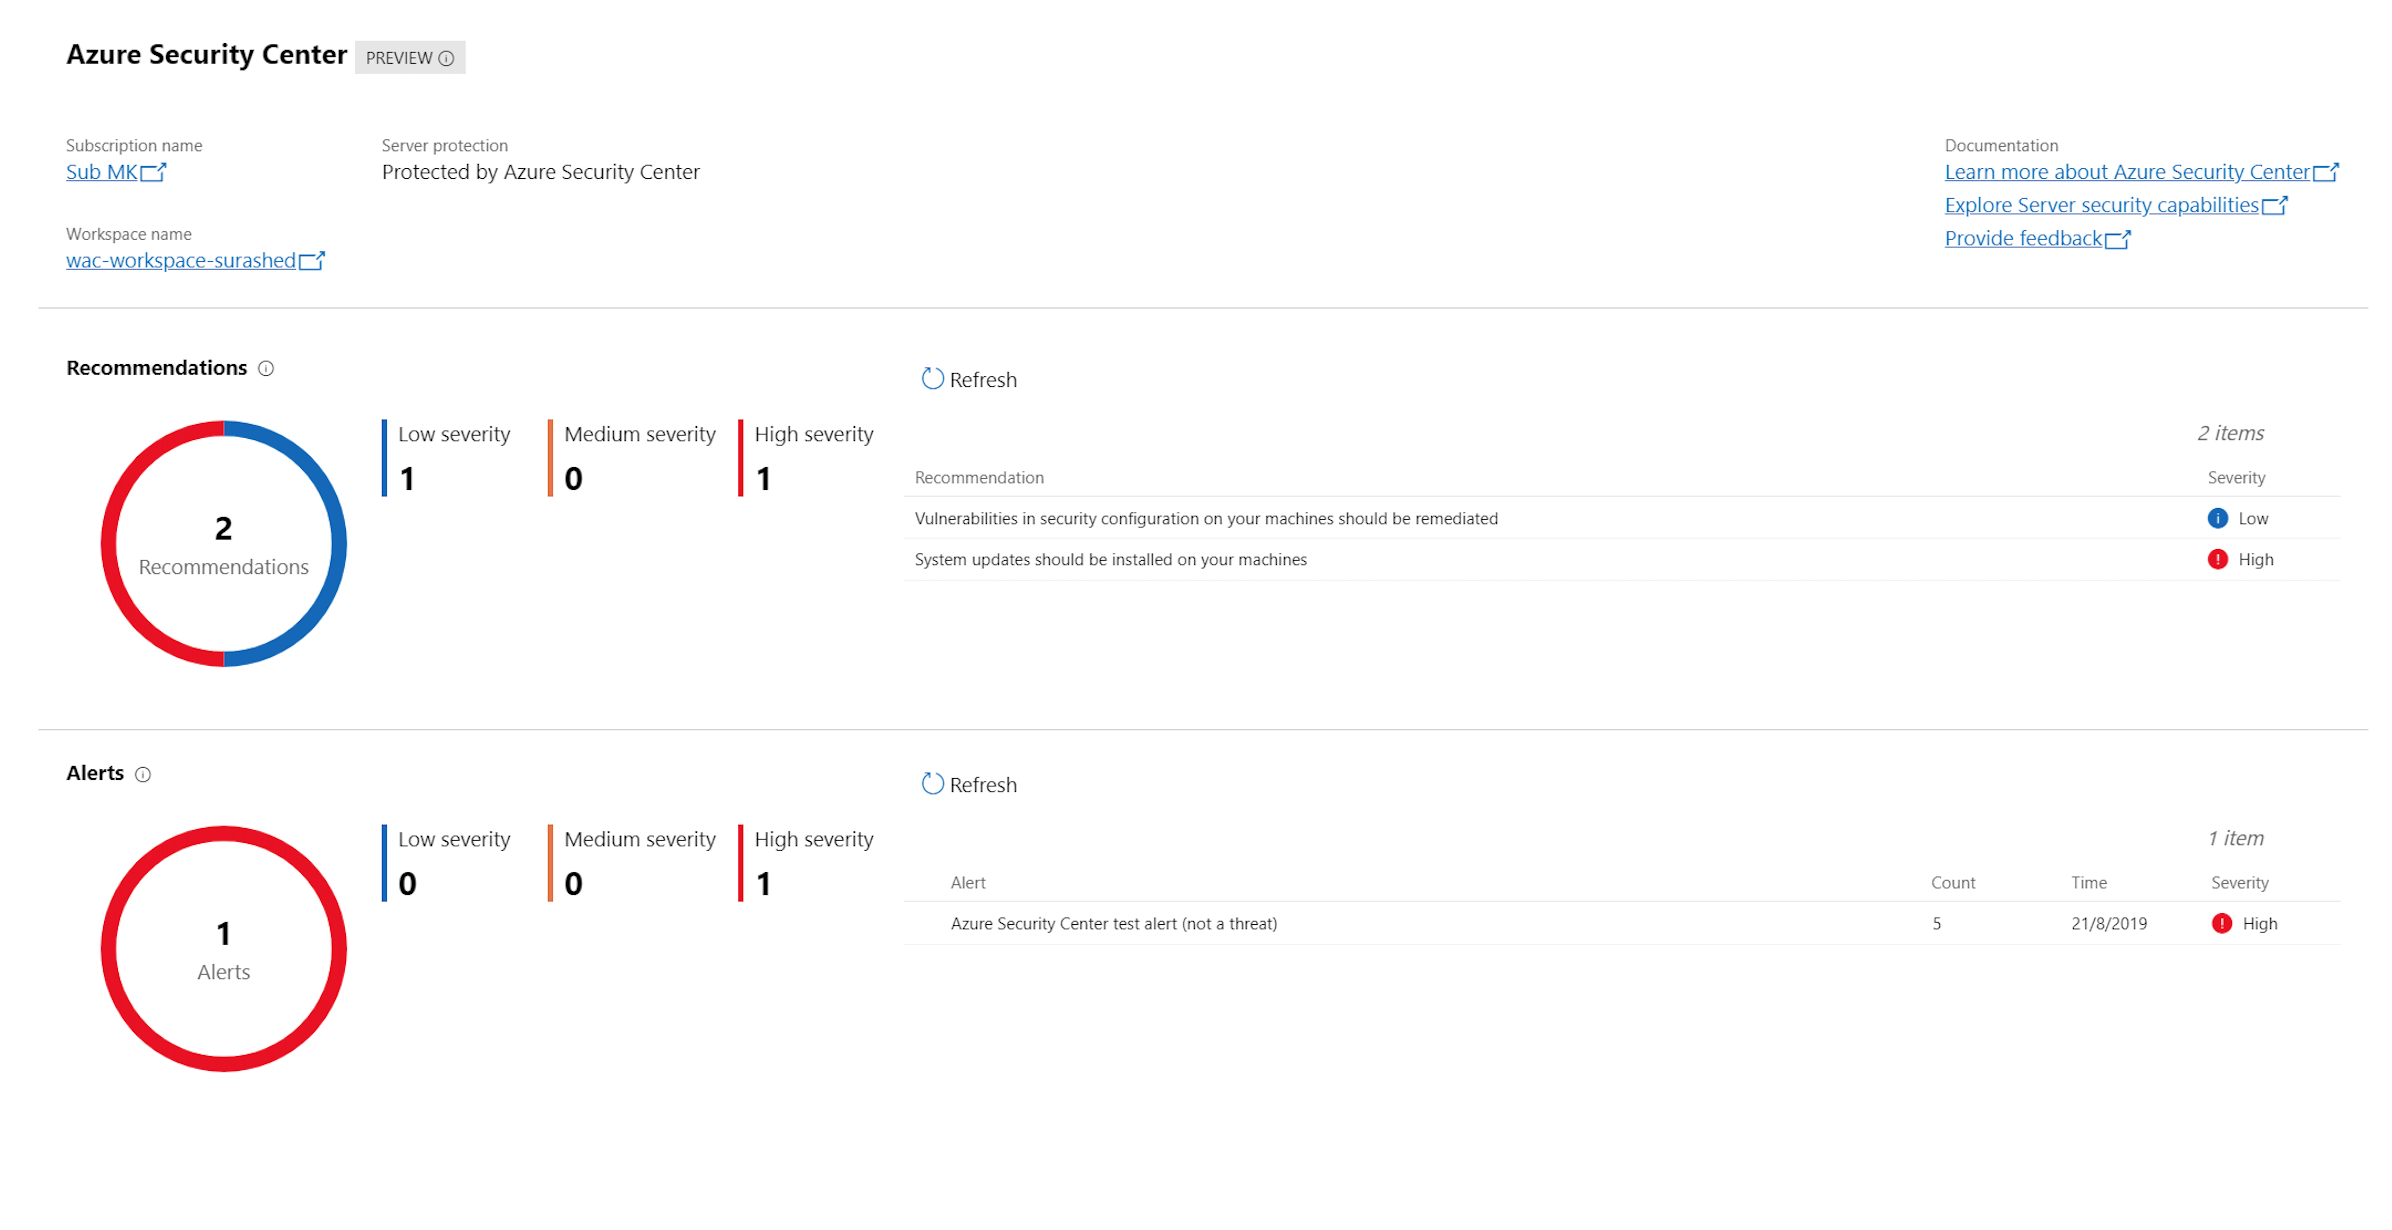 Azure Security Center PREVIEW
Subscription name
Sub MK
Server protection
Protected by Azure Security Center
Workspace name
wac-workspace-surashed
Documentation
Learn more about Azure Security Center
Explore Server security capabilities
Provide feedback
Recommendations
2
Recommendations
Low severity
1
Medium severity
0
High severity
1
Refresh
2 items
Recommendation Severity
Vulnerabilities in security configuration on your machines should be remediated Low
System updates should be installed on your machines High
Alerts
1
Alerts
Low severity
0
Medium severity
0
High severity
1
Refresh
1 item
Alert Count Time Severity
Azure Security Center test alert (not a threat) 5 21/8/2019 High